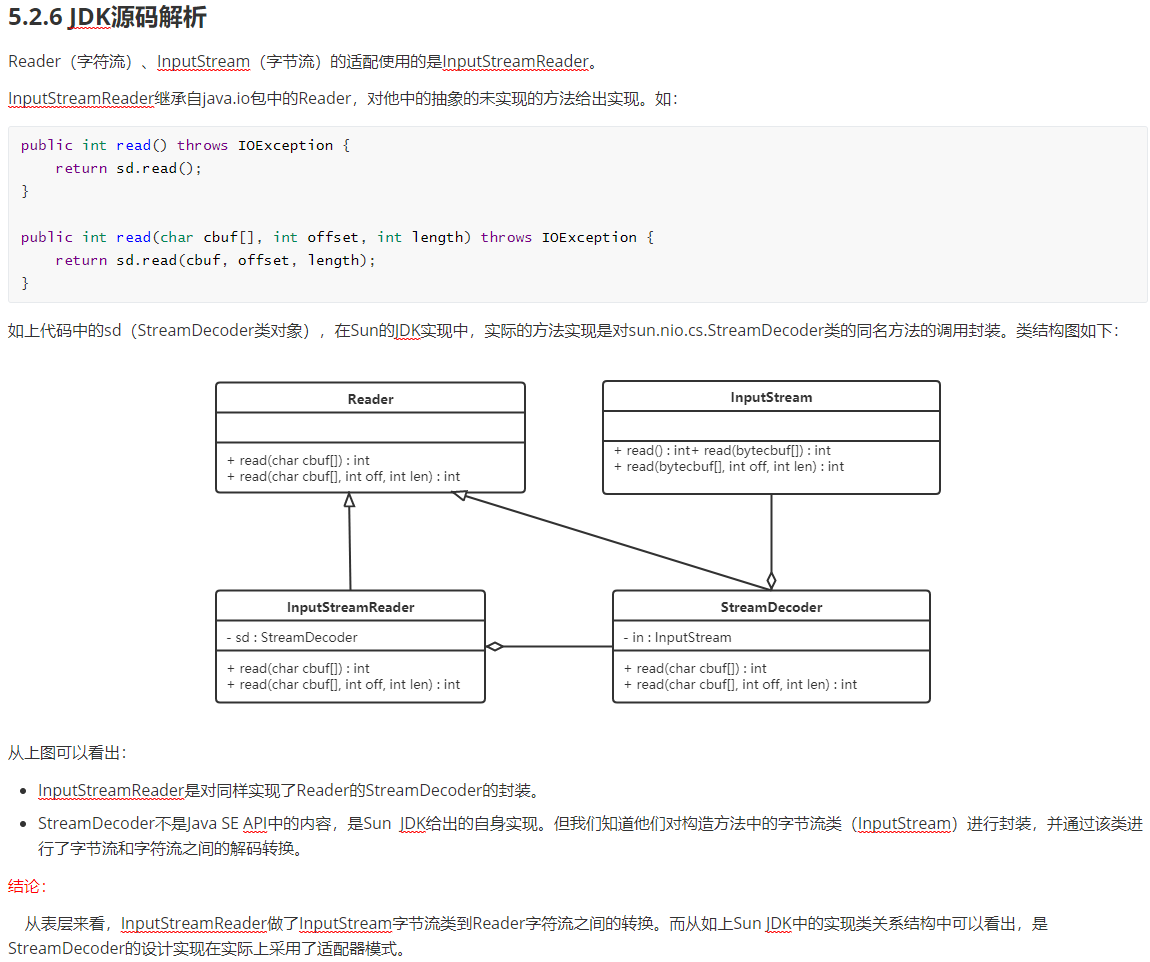 5.2.6 JDK源码解析
Reader（字符流）、InputStream（字节流）的适配使用的是InputStreamReader。
InputStreamReader继承自java.io包中的Reader，对他中的抽象的未实现的方法给出实现。如：
public int read() throws IOException {
    return sd.read();
}
public int read(char cbuf[], int offset, int length) throws IOException {
    return sd.read(cbuf, offset, length);
}
如上代码中的sd（StreamDecoder类对象），在Sun的JDK实现中，实际的方法实现是对sun.nio.cs.StreamDecoder类的同名方法的调用封装。类结构图如下：
Reader
+ read(char cbuf[]) : int
+ read(char cbuf[], int off, int len) : int
InputStream
+ read() : int+ read(bytecbuf[]) : int
+ read(bytecbuf[], int off, int len) : int
InputStreamReader
- sd : StreamDecoder
+ read(char cbuf[]) : int
+ read(char cbuf[], int off, int len) : int
StreamDecoder
- in : InputStream
+ read(char cbuf[]) : int
+ read(char cbuf[], int off, int len) : int
从上图可以看出：
• InputStreamReader是对同样实现了Reader的StreamDecoder的封装。
• StreamDecoder不是Java SE API中的内容，是Sun  JDK给出的自身实现。但我们知道他们对构造方法中的字节流类（InputStream）进行封装，并通过该类进
行了字节流和字符流之间的解码转换。
结论：
从表层来看，InputStreamReader做了InputStream字节流类到Reader字符流之间的转换。而从如上Sun JDK中的实现类关系结构中可以看出，是
StreamDecoder的设计实现在实际上采用了适配器模式。